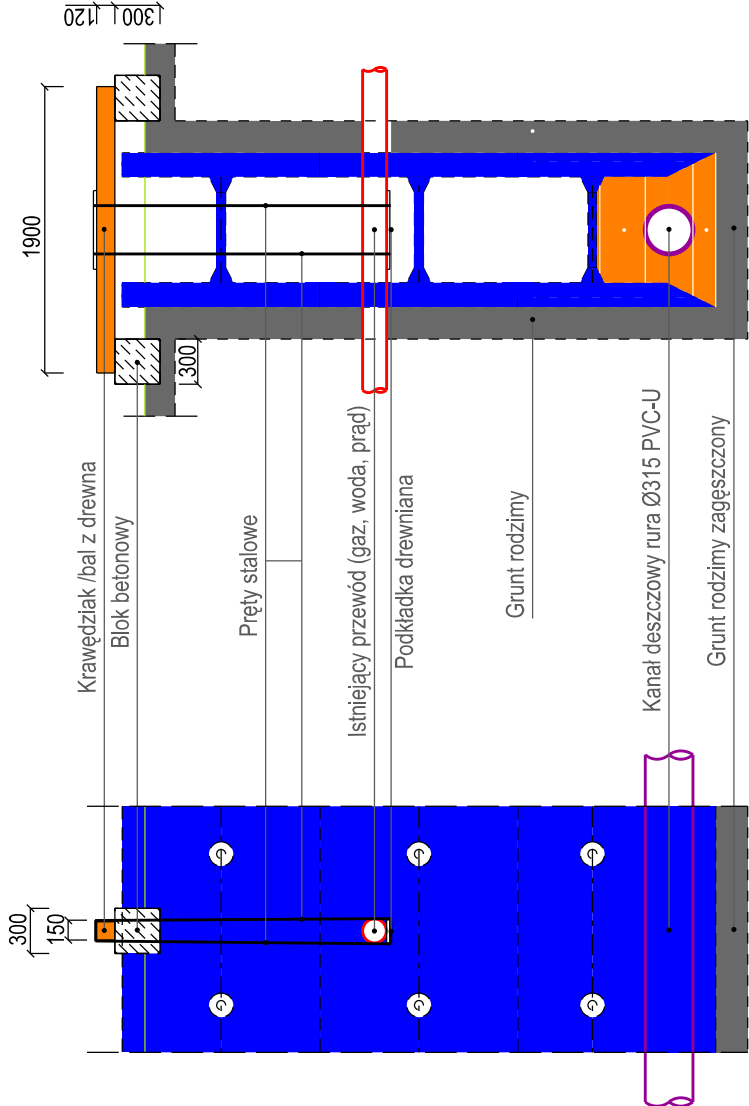 120
300
1900
300
Krawędziak /bal z drewna
Blok betonowy
Pręty stalowe
Istniejący przewód (gaz, woda, prąd)
Podkładka drewniana
Grunt rodzimy
Kanał deszczowy rura Ø315 PVC-U
Grunt rodzimy zagęszczony
300
150
G
G
G
G
G
G